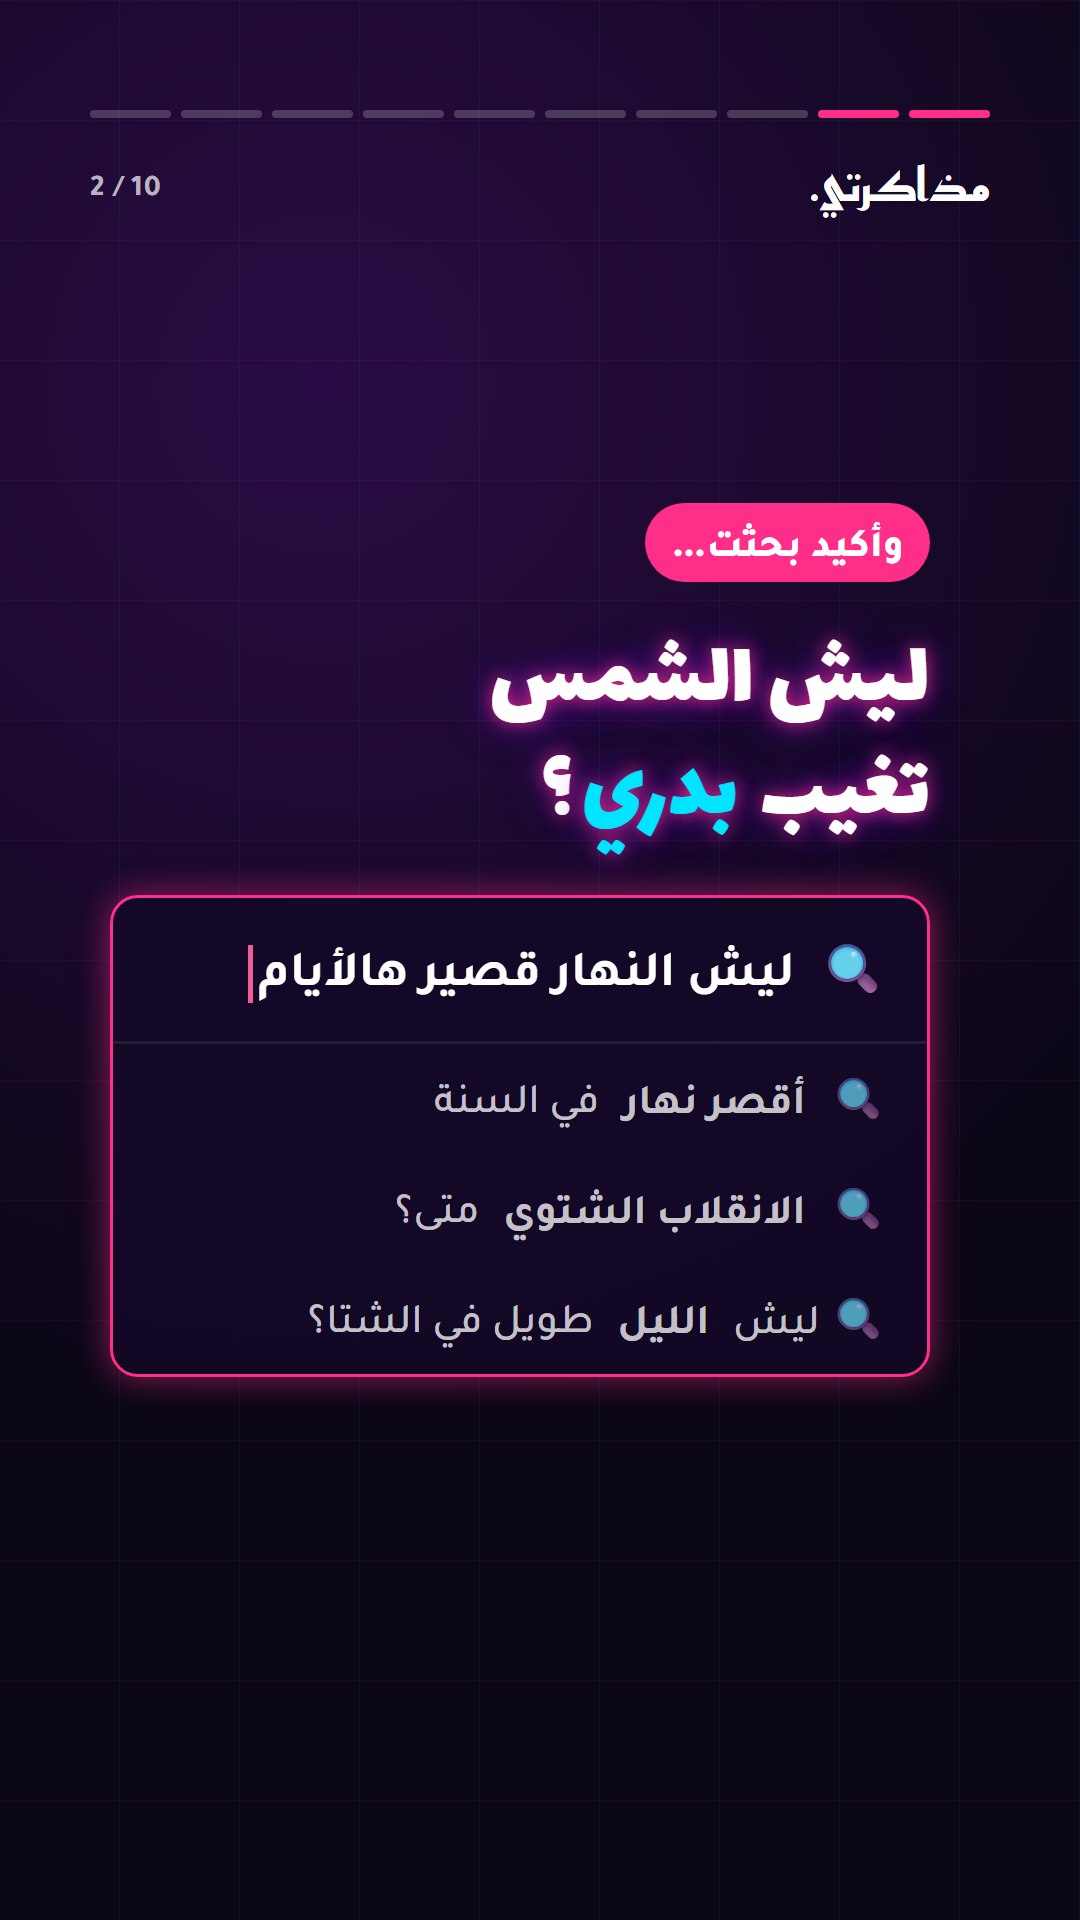 مذاكرتي.
2 / 10
وأكيد بحثت...
ليش الشمس
تغيب بدري؟
ليش النهار قصير هالأيام
أقصر نهار في السنة
الانقلاب الشتوي متى؟
ليش الليل طويل في الشتا؟